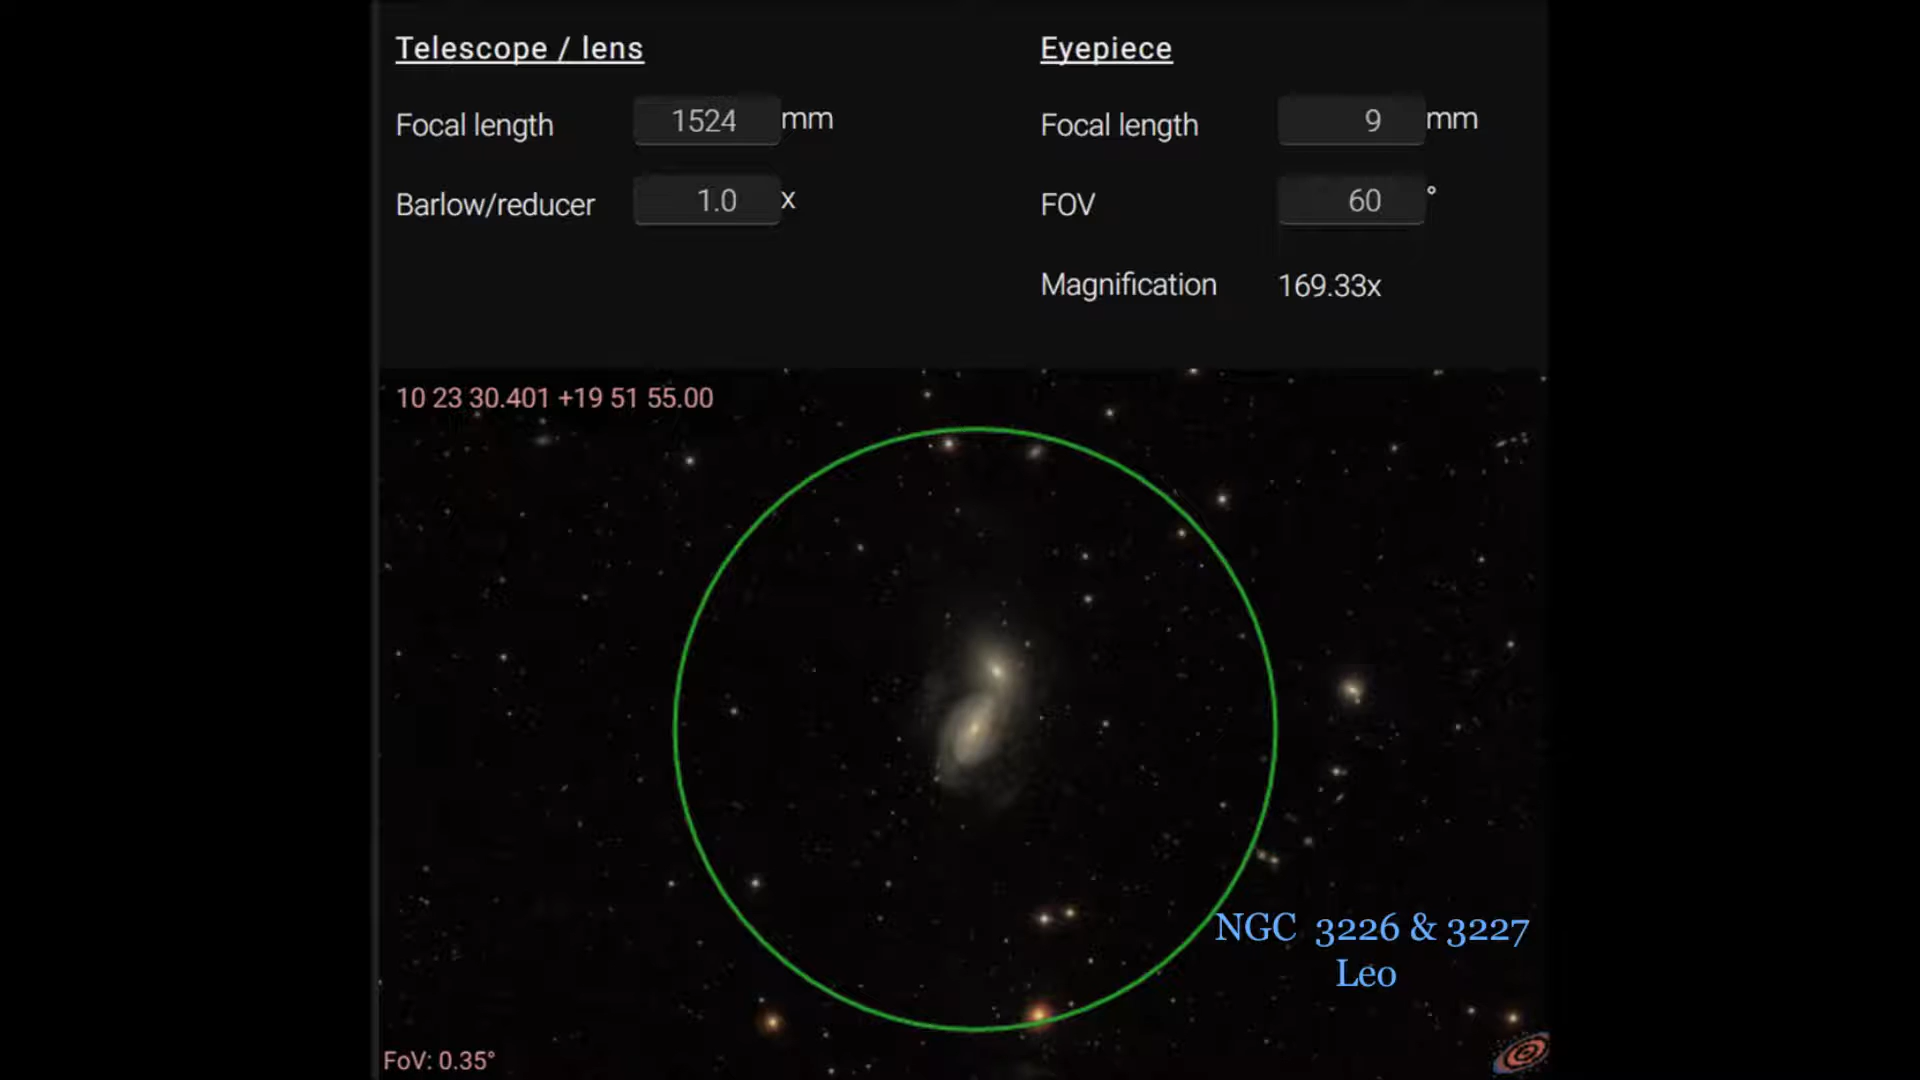 Telescope / lens
Focal length 1524 mm
Barlow/reducer 1.0 x
Eyepiece
Focal length 9 mm
FOV 60 °
Magnification 169.33x
10 23 30.401 +19 51 55.00
NGC 3226 & 3227
Leo
FoV: 0.35°